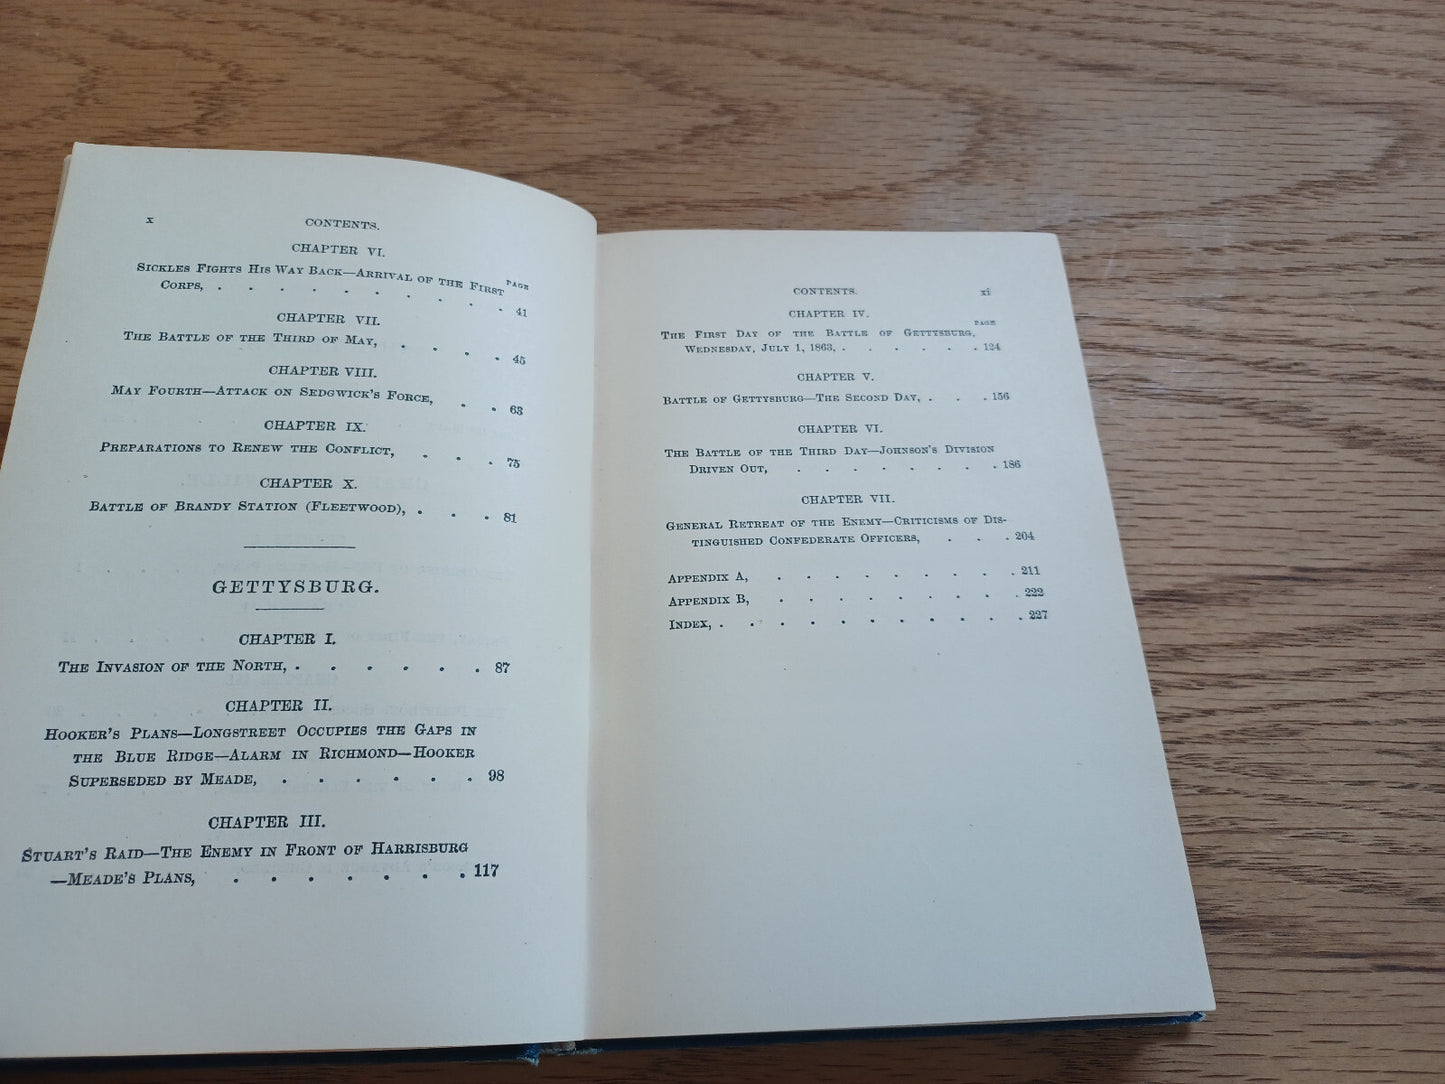 x CONTENTS.
CHAPTER VI.
PAGE
SICKLES FIGHTS HIS WAY BACK—ARRIVAL OF THE FIRST
CORPS, . . . . . . . . . 41
CHAPTER VII.
THE BATTLE OF THE THIRD OF MAY, . . . . 45
CHAPTER VIII.
MAY FOURTH—ATTACK ON SEDGWICK'S FORCE, . . 63
CHAPTER IX.
PREPARATIONS TO RENEW THE CONFLICT, . . . 75
CHAPTER X.
BATTLE OF BRANDY STATION (FLEETWOOD), . . . 81
GETTYSBURG.
CHAPTER I.
THE INVASION OF THE NORTH, . . . . . . 87
CHAPTER II.
HOOKER'S PLANS—LONGSTREET OCCUPIES THE GAPS IN
THE BLUE RIDGE—ALARM IN RICHMOND—HOOKER
SUPERSEDED BY MEADE, . . . . . . 98
CHAPTER III.
STUART'S RAID—THE ENEMY IN FRONT OF HARRISBURG
—MEADE'S PLANS, . . . . . . . 117
CONTENTS. xi
CHAPTER IV.
PAGE
THE FIRST DAY OF THE BATTLE OF GETTYSBURG,
WEDNESDAY, JULY 1, 1863, . . . . . . 124
CHAPTER V.
BATTLE OF GETTYSBURG—THE SECOND DAY, . . . 156
CHAPTER VI.
THE BATTLE OF THE THIRD DAY—JOHNSON'S DIVISION
DRIVEN OUT, . . . . . . . . 186
CHAPTER VII.
GENERAL RETREAT OF THE ENEMY—CRITICISMS OF DIS-
TINGUISHED CONFEDERATE OFFICERS, . . . 204
APPENDIX A, . . . . . . . . . 211
APPENDIX B, . . . . . . . . . 222
INDEX, . . . . . . . . . . . 227